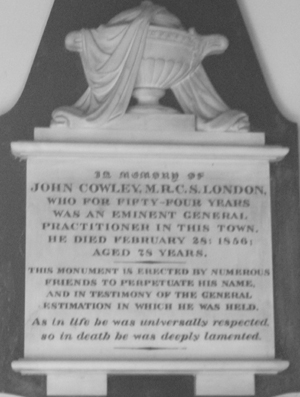 In Memory of
JOHN COWLEY, M.R.C.S. LONDON,
WHO FOR FIFTY-FOUR YEARS
WAS AN EMINENT GENERAL
PRACTITIONER IN THIS TOWN.
HE DIED FEBRUARY 28: 1856;
AGED 78 YEARS.
THIS MONUMENT IS ERECTED BY NUMEROUS
FRIENDS TO PERPETUATE HIS NAME,
AND IN TESTIMONY OF THE GENERAL
ESTIMATION IN WHICH HE WAS HELD.
As in life he was universally respected,
so in death he was deeply lamented.